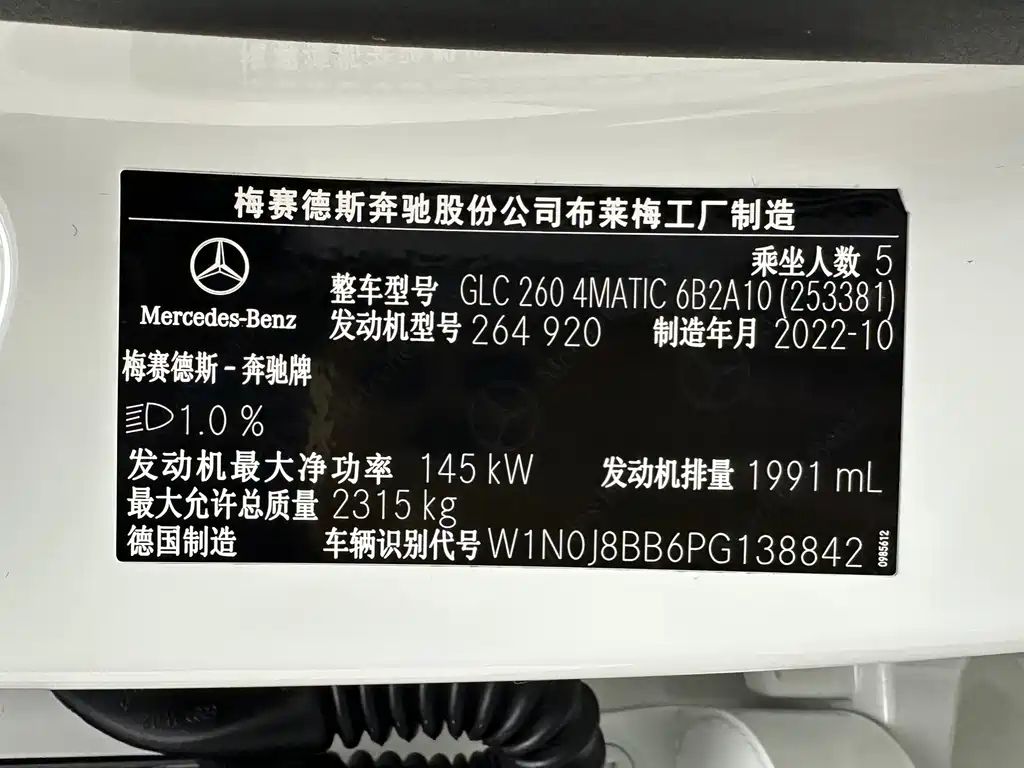 梅赛德斯奔驰股份公司布莱梅工厂制造
乘坐人数 5
整车型号 GLC 260 4MATIC 6B2A10 (253381)
Mercedes-Benz
发动机型号 264 920 制造年月 2022-10
梅赛德斯-奔驰牌
1.0 %
发动机最大净功率 145 kW 发动机排量 1991 mL
最大允许总质量 2315 kg
德国制造 车辆识别代号 W1N0J8BB6PG138842
0985612